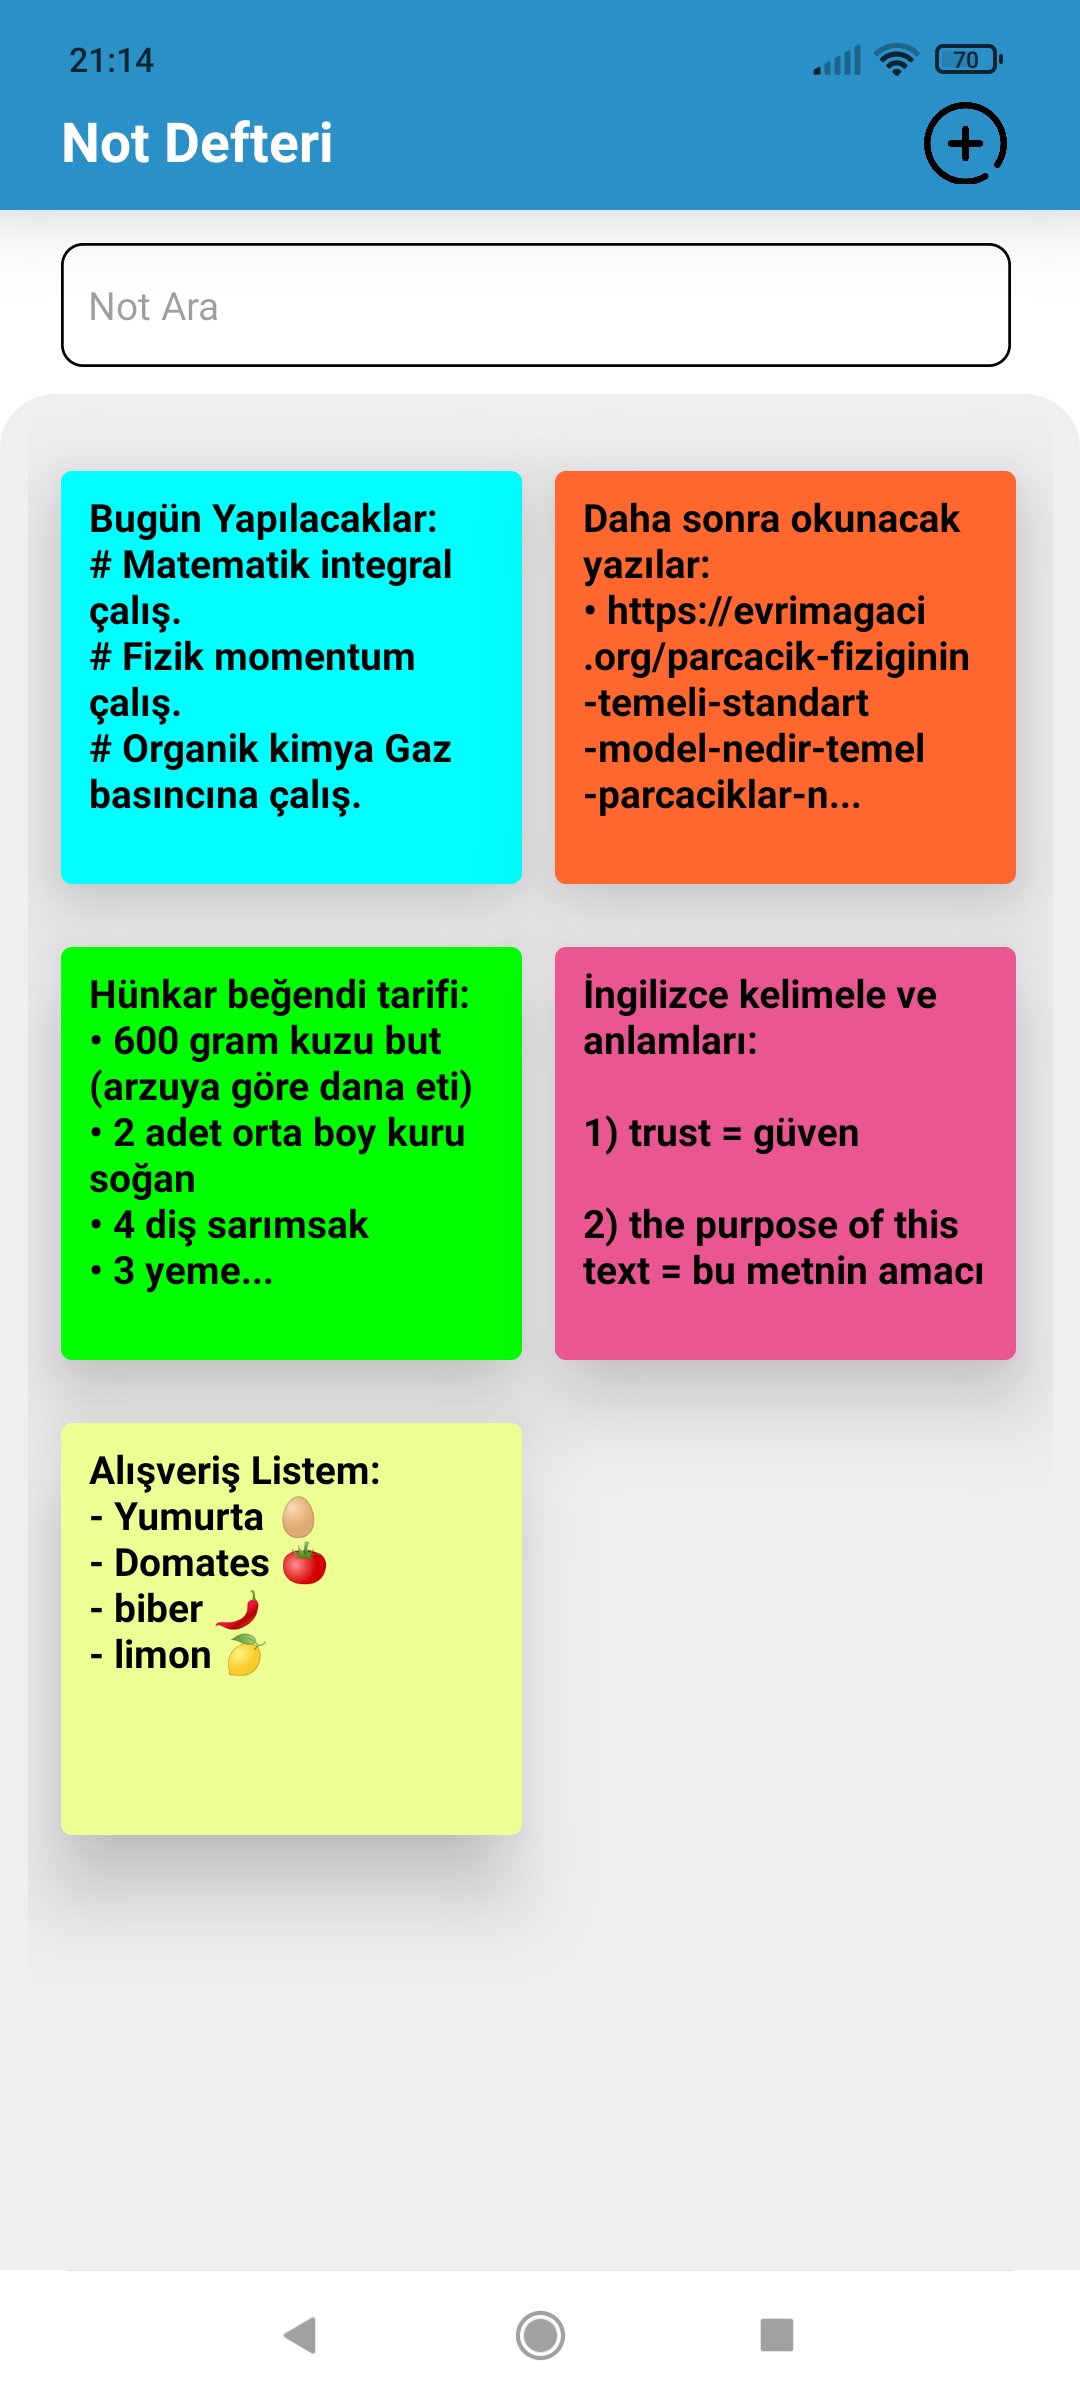 21:14
70
Not Defteri
Not Ara
Bugün Yapılacaklar:
# Matematik integral
çalış.
# Fizik momentum
çalış.
# Organik kimya Gaz
basıncına çalış.
Daha sonra okunacak
yazılar:
• https://evrimagaci
.org/parcacik-fiziginin
-temeli-standart
-model-nedir-temel
-parcaciklar-n...
Hünkar beğendi tarifi:
• 600 gram kuzu but
(arzuya göre dana eti)
• 2 adet orta boy kuru
soğan
• 4 diş sarımsak
• 3 yeme...
İngilizce kelimele ve
anlamları:
1) trust = güven
2) the purpose of this
text = bu metnin amacı
Alışveriş Listem:
- Yumurta 🥚
- Domates 🍅
- biber 🌶️
- limon 🍋